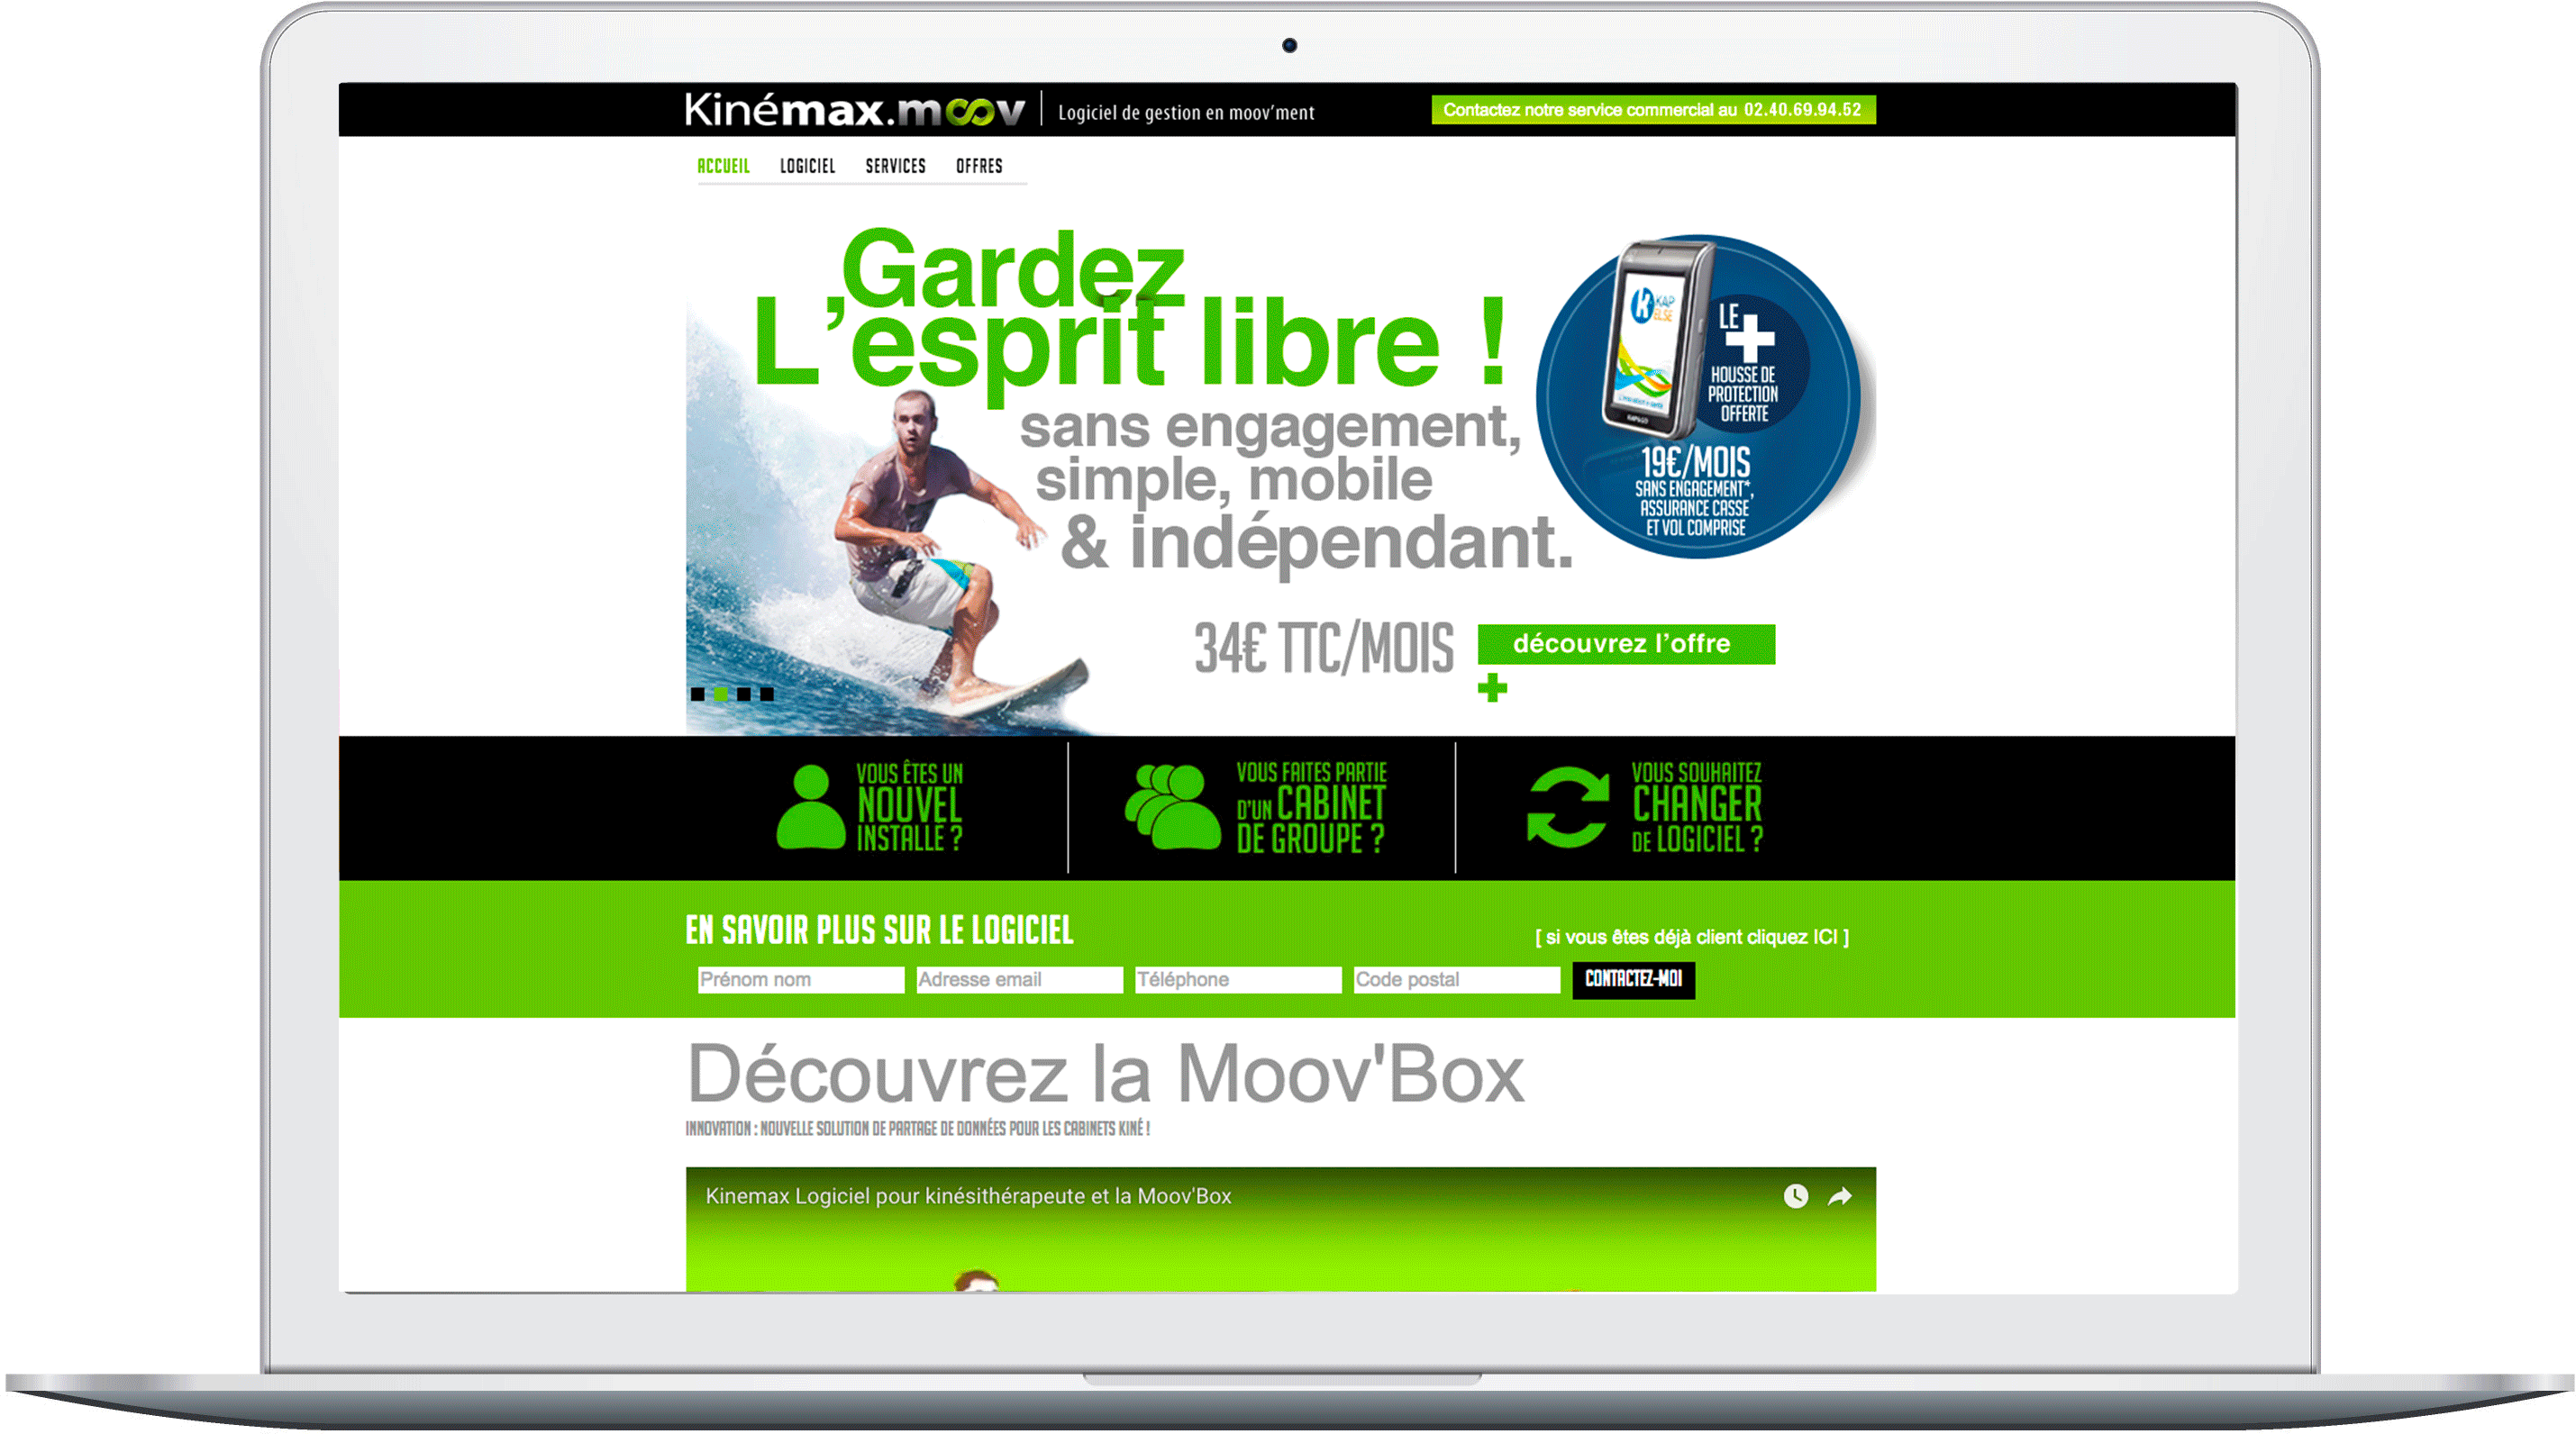 Kinémax.moov
Logiciel de gestion en moov'ment
Contactez notre service commercial au 02.40.69.94.52
ACCUEIL LOGICIEL SERVICES OFFRES
Gardez
L'esprit libre !
sans engagement,
simple, mobile
& indépendant.
34€ TTC/MOIS
découvrez l'offre
KAP
ELSE
LE +
HOUSSE DE
PROTECTION
OFFERTE
19€/MOIS
SANS ENGAGEMENT*,
ASSURANCE CASSE
ET VOL COMPRISE
VOUS ÊTES UN
NOUVEL
INSTALLÉ ?
VOUS FAITES PARTIE
D'UN CABINET
DE GROUPE ?
VOUS SOUHAITEZ
CHANGER
DE LOGICIEL ?
EN SAVOIR PLUS SUR LE LOGICIEL
[ si vous êtes déjà client cliquez ICI ]
Prénom nom
Adresse email
Téléphone
Code postal
CONTACTEZ-MOI
Découvrez la Moov'Box
INNOVATION : NOUVELLE SOLUTION DE PARTAGE DE DONNÉES POUR LES CABINETS KINÉ !
Kinemax Logiciel pour kinésithérapeute et la Moov'Box